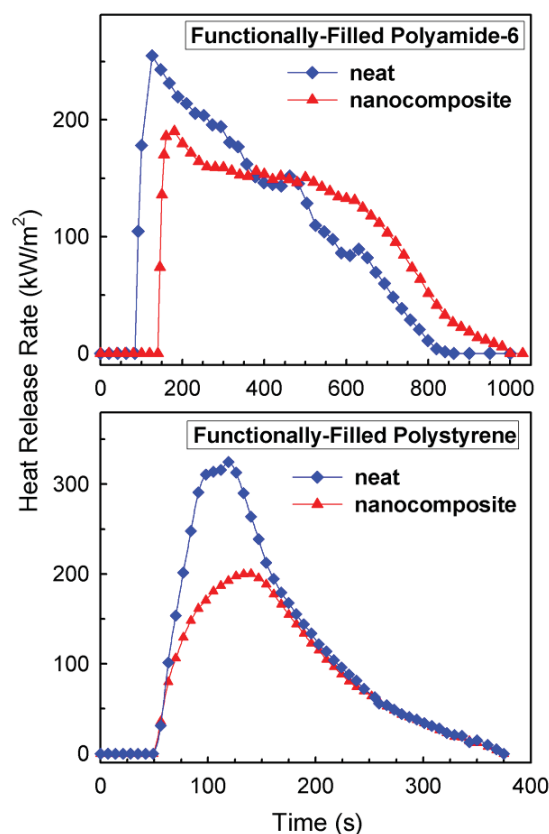 Functionally-Filled Polyamide-6
neat
nanocomposite
200
100
0
0 200 400 600 800 1000
Heat Release Rate (kW/m²)
Functionally-Filled Polystyrene
neat
nanocomposite
300
200
100
0
0 100 200 300 400
Time (s)